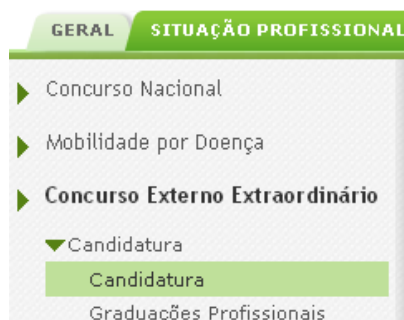 GERAL SITUAÇÃO PROFISSIONAL
Concurso Nacional
Mobilidade por Doença
Concurso Externo Extraordinário
Candidatura
Candidatura
Graduações Profissionais